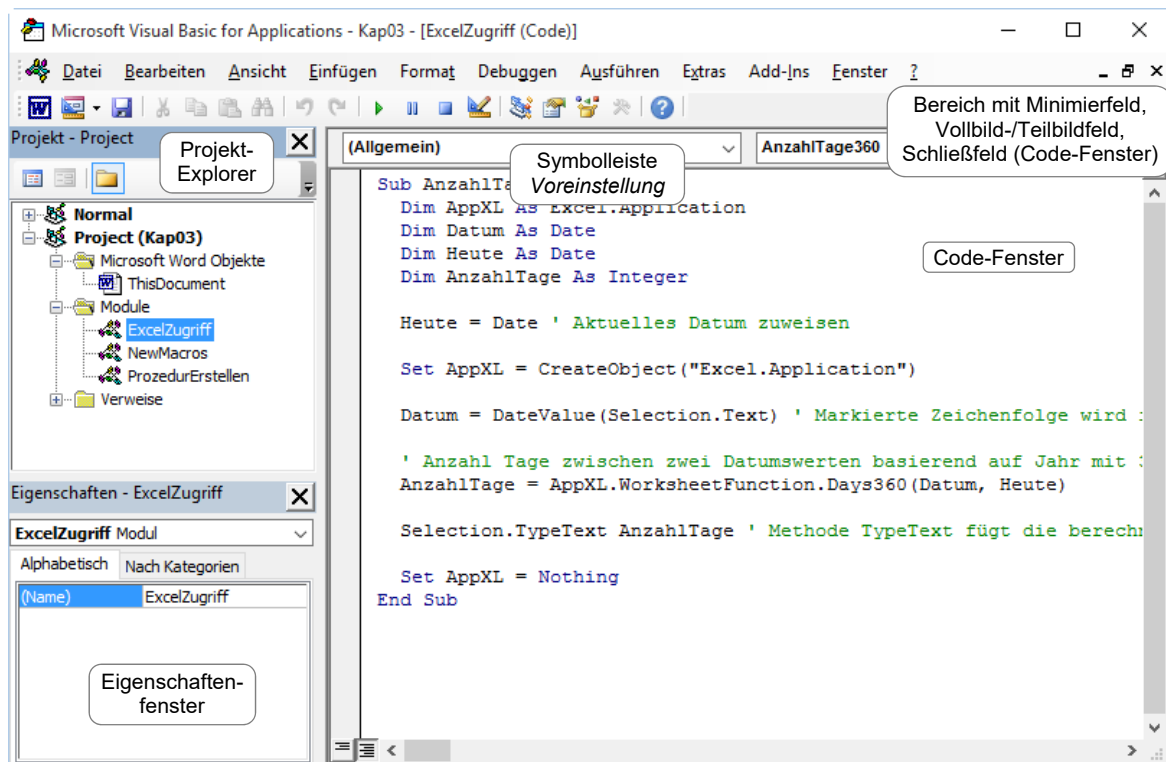 Microsoft Visual Basic for Applications - Kap03 - [ExcelZugriff (Code)]
Datei Bearbeiten Ansicht Einfügen Format Debuggen Ausführen Extras Add-Ins Fenster ?
Bereich mit Minimierfeld,
Vollbild-/Teilbildfeld,
Schließfeld (Code-Fenster)
Projekt - Project
Projekt-
Explorer
Normal
Project (Kap03)
Microsoft Word Objekte
ThisDocument
Module
ExcelZugriff
NewMacros
ProzedurErstellen
Verweise
Eigenschaften - ExcelZugriff
ExcelZugriff Modul
Alphabetisch Nach Kategorien
(Name) ExcelZugriff
Eigenschaften-
fenster
(Allgemein) AnzahlTage360
Symbolleiste
Voreinstellung
Code-Fenster
Sub
Dim AppXL As Excel.Application
Dim Datum As Date
Dim Heute As Date
Dim AnzahlTage As Integer
Heute = Date ' Aktuelles Datum zuweisen
Set AppXL = CreateObject("Excel.Application")
Datum = DateValue(Selection.Text) ' Markierte Zeichenfolge wird
' Anzahl Tage zwischen zwei Datumswerten basierend auf Jahr mit
AnzahlTage = AppXL.WorksheetFunction.Days360(Datum, Heute)
Selection.TypeText AnzahlTage ' Methode TypeText fügt die
Set AppXL = Nothing
End Sub